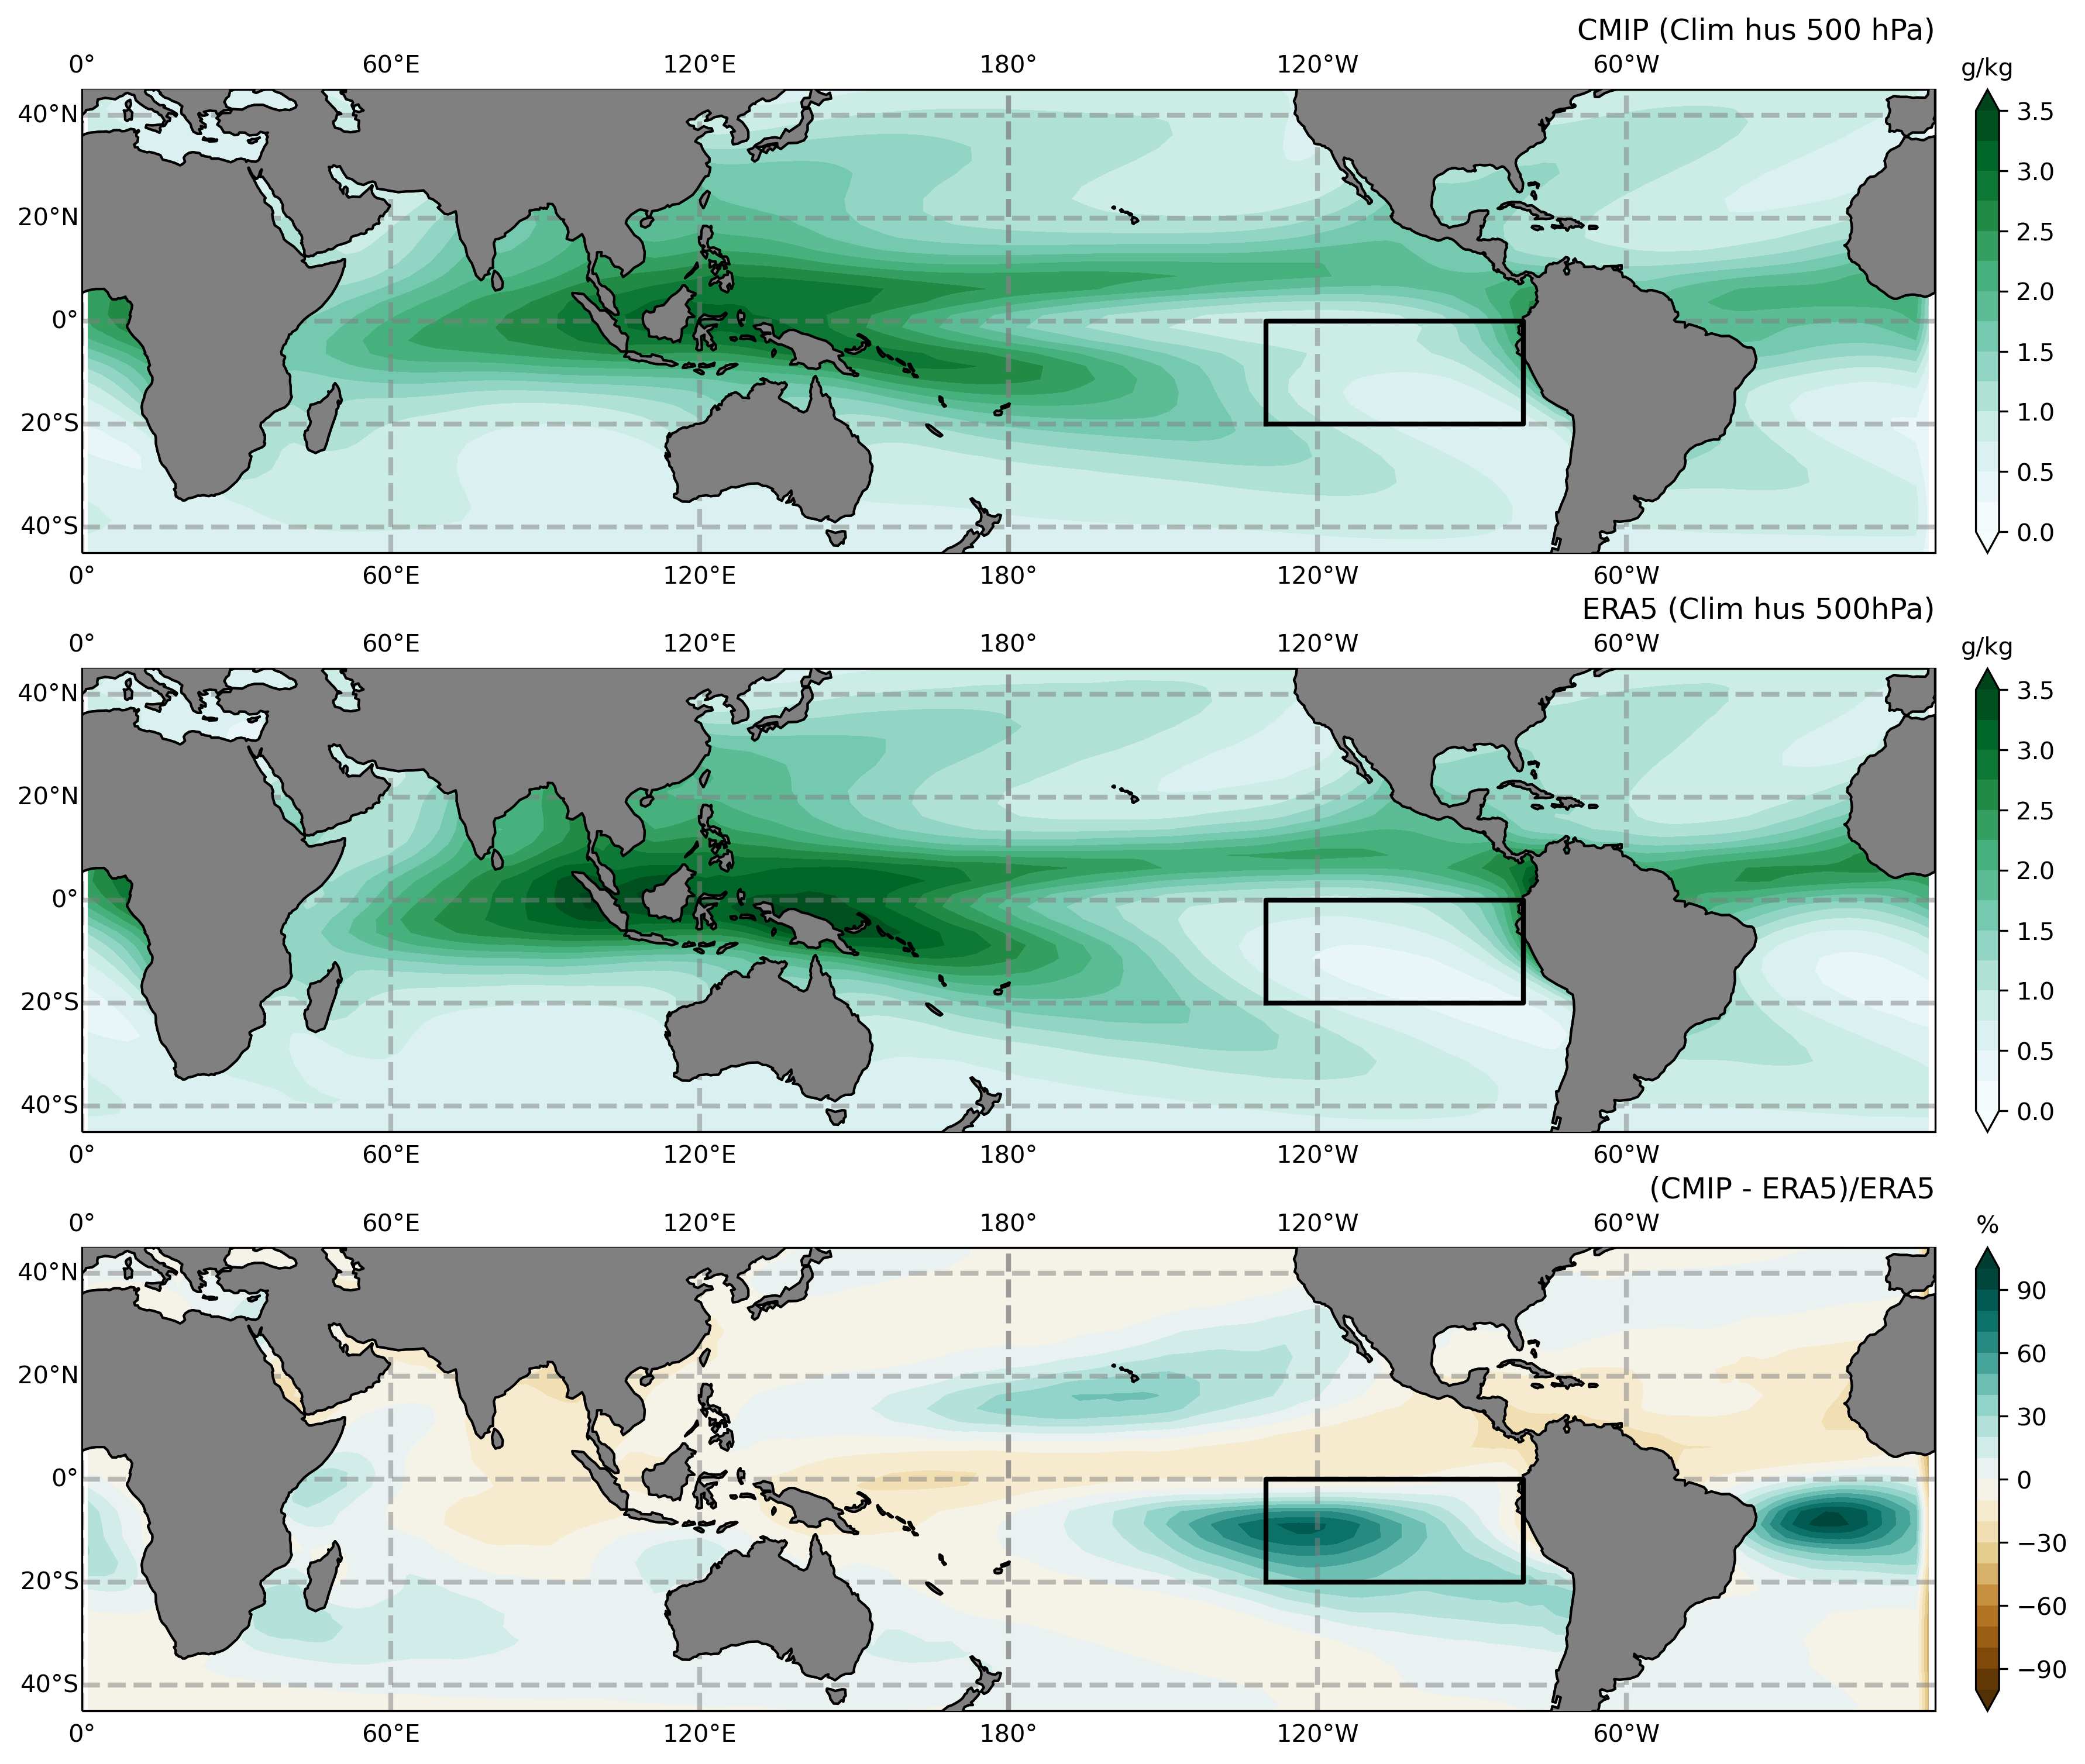 CMIP (Clim hus 500 hPa)
0° 60°E 120°E 180° 120°W 60°W
g/kg
40°N
20°N
0°
20°S
40°S
3.5
3.0
2.5
2.0
1.5
1.0
0.5
0.0
0° 60°E 120°E 180° 120°W 60°W
ERA5 (Clim hus 500hPa)
0° 60°E 120°E 180° 120°W 60°W
g/kg
40°N
20°N
0°
20°S
40°S
3.5
3.0
2.5
2.0
1.5
1.0
0.5
0.0
0° 60°E 120°E 180° 120°W 60°W
(CMIP - ERA5)/ERA5
0° 60°E 120°E 180° 120°W 60°W
%
40°N
20°N
0°
20°S
40°S
90
60
30
0
−30
−60
−90
0° 60°E 120°E 180° 120°W 60°W